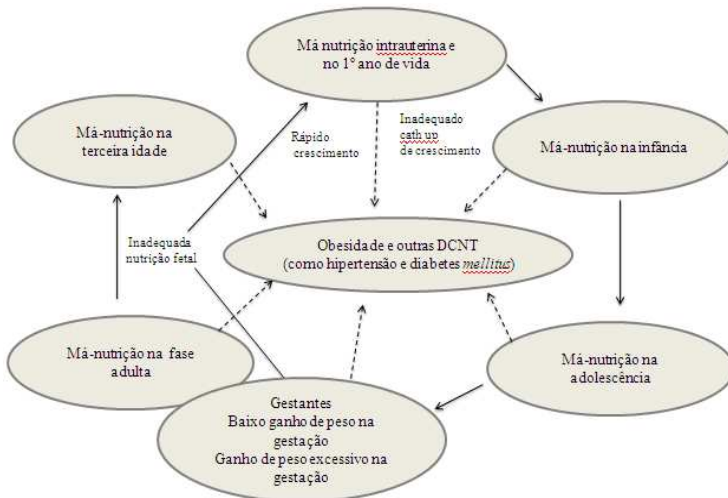 Má nutrição intrauterina e
no 1° ano de vida
Má-nutrição na
terceira idade
Rápido
crescimento
Inadequado
cath up
de crescimento
Má-nutrição na infância
Inadequada
nutrição fetal
Obesidade e outras DCNT
(como hipertensão e diabetes mellitus)
Má-nutrição na fase
adulta
Má-nutrição na
adolescência
Gestantes
Baixo ganho de peso na
gestação
Ganho de peso excessivo na
gestação